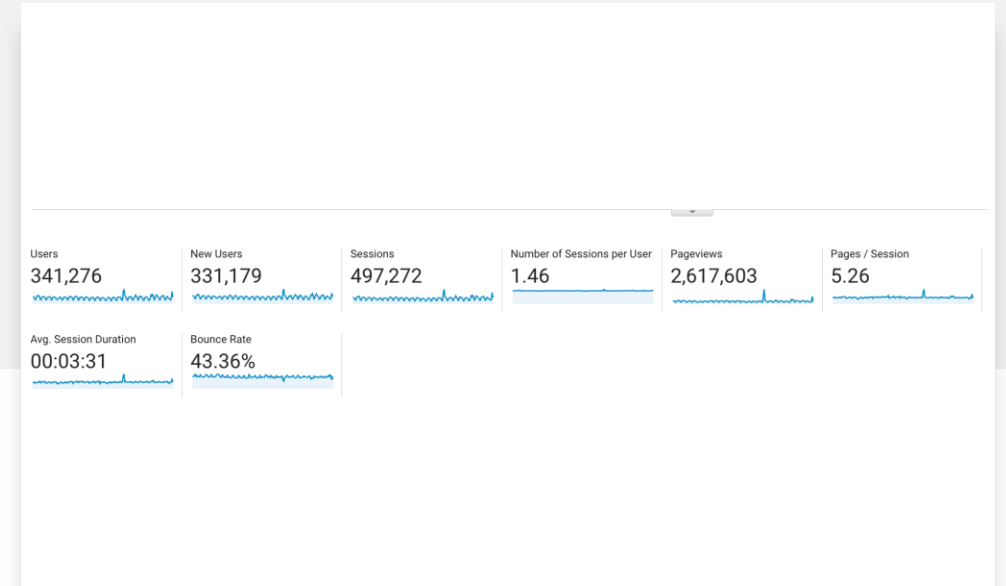 Users
341,276
New Users
331,179
Sessions
497,272
Number of Sessions per User
1.46
Pageviews
2,617,603
Pages / Session
5.26
Avg. Session Duration
00:03:31
Bounce Rate
43.36%